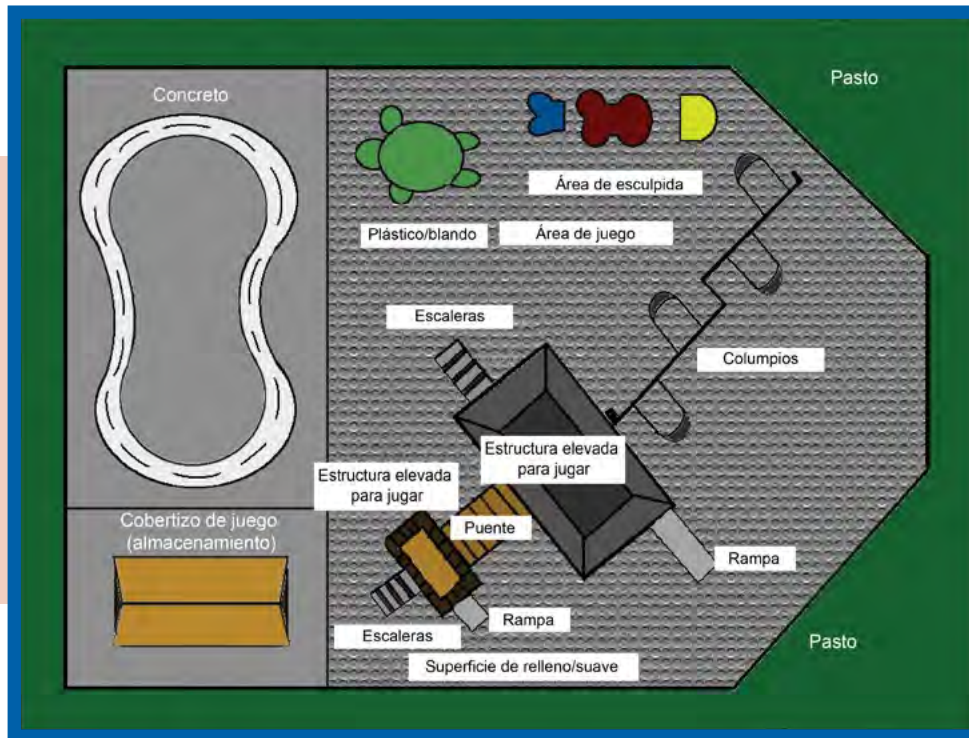 Concreto
Pasto
Área de esculpida
Plástico/blando
Área de juego
Escaleras
Columpios
Estructura elevada
para jugar
Estructura elevada
para jugar
Puente
Cobertizo de juego
(almacenamiento)
Rampa
Rampa
Escaleras
Pasto
Superficie de relleno/suave